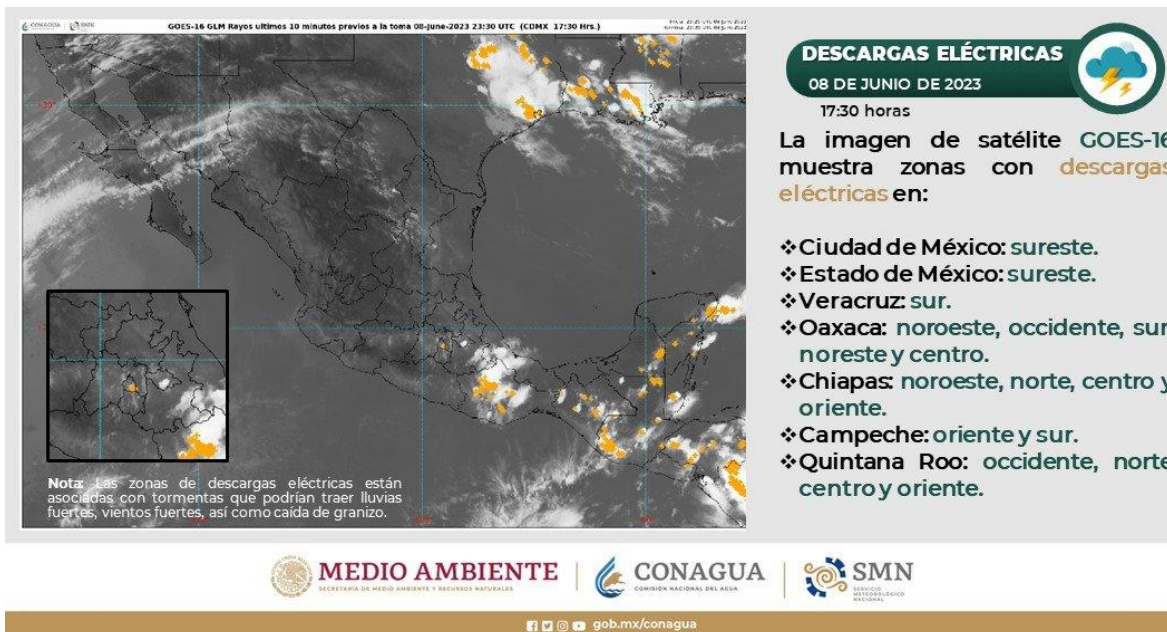 CONAGUA
SMN
GOES-16 GLM Rayos ultimos 10 minutos previos a la toma 08-June-2023 23:30 UTC (CDMX 17:30 Hrs.)
DESCARGAS ELÉCTRICAS
08 DE JUNIO DE 2023
17:30 horas
La imagen de satélite GOES-16
muestra zonas con descargas
eléctricas en:
❖Ciudad de México: sureste.
❖Estado de México: sureste.
❖Veracruz: sur.
❖Oaxaca: noroeste, occidente, sur
noreste y centro.
❖Chiapas: noroeste, norte, centro y
oriente.
❖Campeche: oriente y sur.
❖Quintana Roo: occidente, norte
centro y oriente.
Nota: Las zonas de descargas eléctricas están
asociadas con tormentas que podrían traer lluvias
fuertes, vientos fuertes, así como caída de granizo.
MEDIO AMBIENTE
SECRETARÍA DE MEDIO AMBIENTE Y RECURSOS NATURALES
CONAGUA
COMISIÓN NACIONAL DEL AGUA
SMN
SERVICIO
METEOROLÓGICO
NACIONAL
gob.mx/conagua